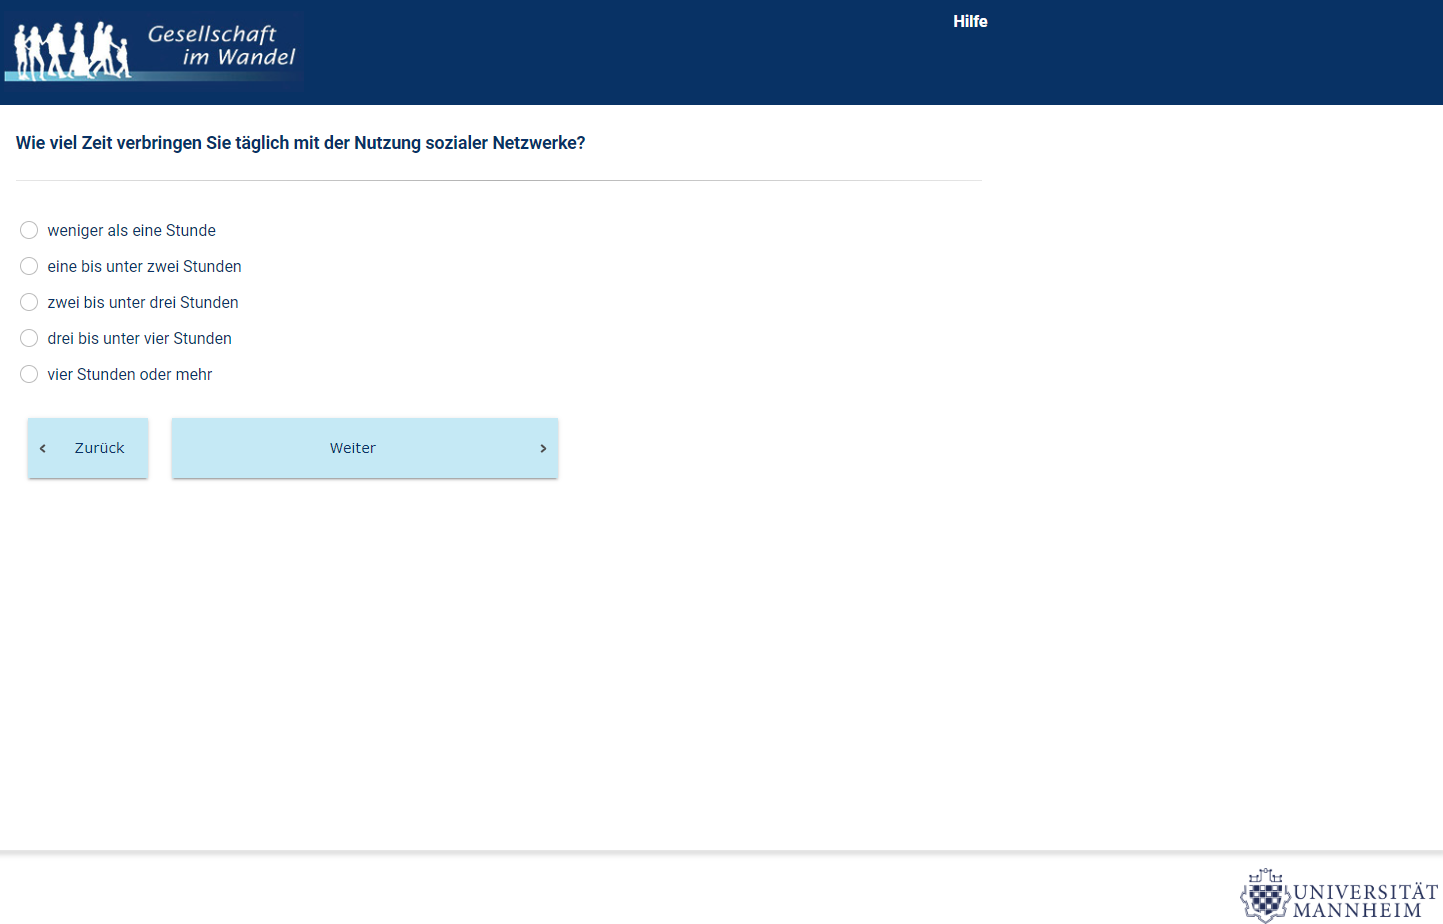 Gesellschaft
im Wandel
Hilfe
Wie viel Zeit verbringen Sie täglich mit der Nutzung sozialer Netzwerke?
weniger als eine Stunde
eine bis unter zwei Stunden
zwei bis unter drei Stunden
drei bis unter vier Stunden
vier Stunden oder mehr
‹ Zurück
Weiter ›
UNIVERSITÄT
MANNHEIM